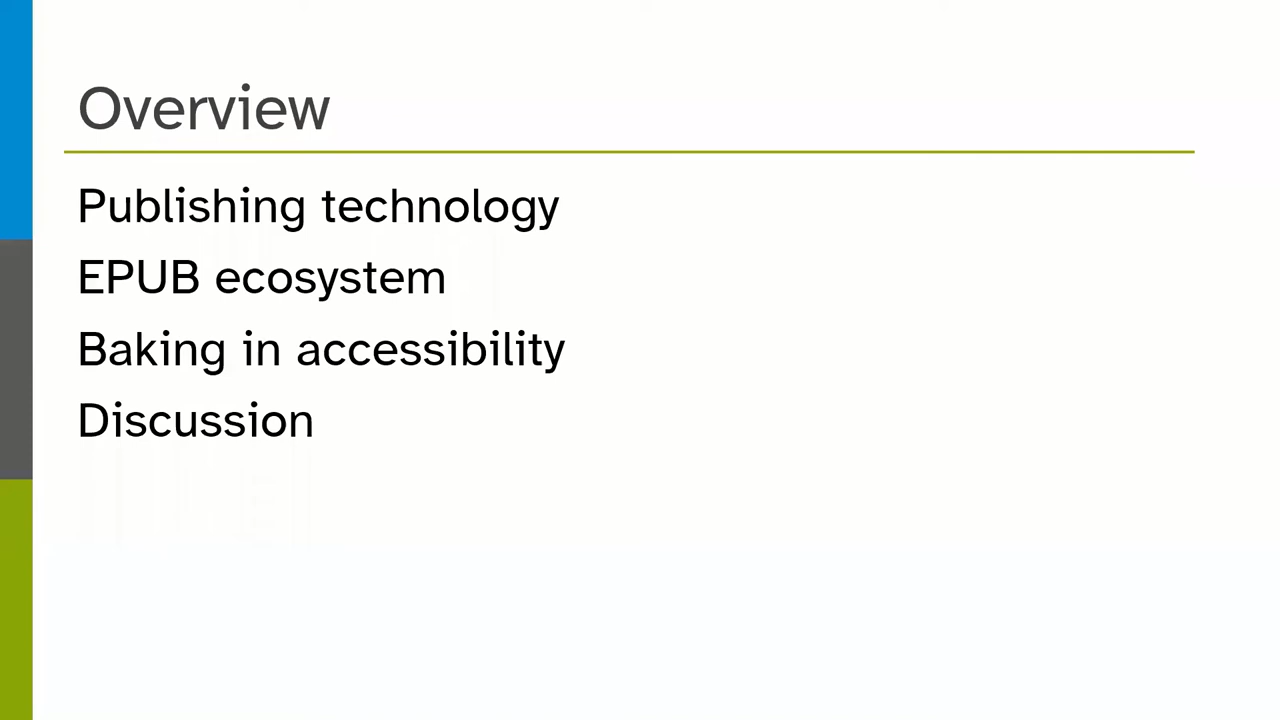 Overview
Publishing technology
EPUB ecosystem
Baking in accessibility
Discussion